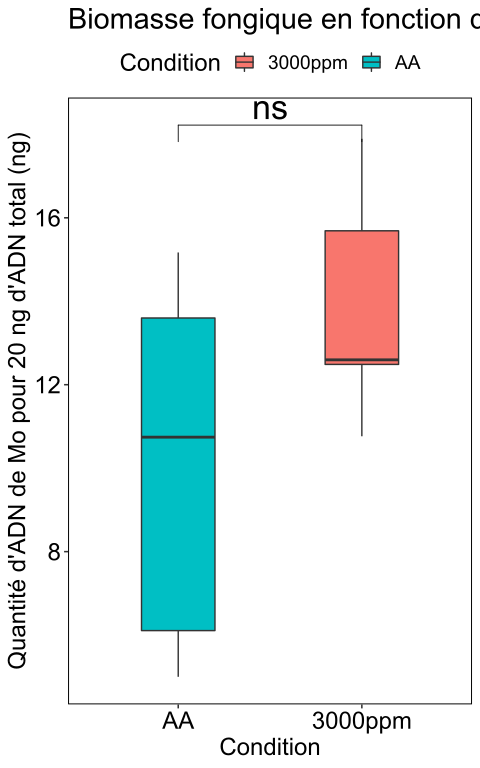 Biomasse fongique en fonction
Condition 3000ppm AA
ns
Quantité d'ADN de Mo pour 20 ng d'ADN total (ng)
16
12
8
AA 3000ppm
Condition